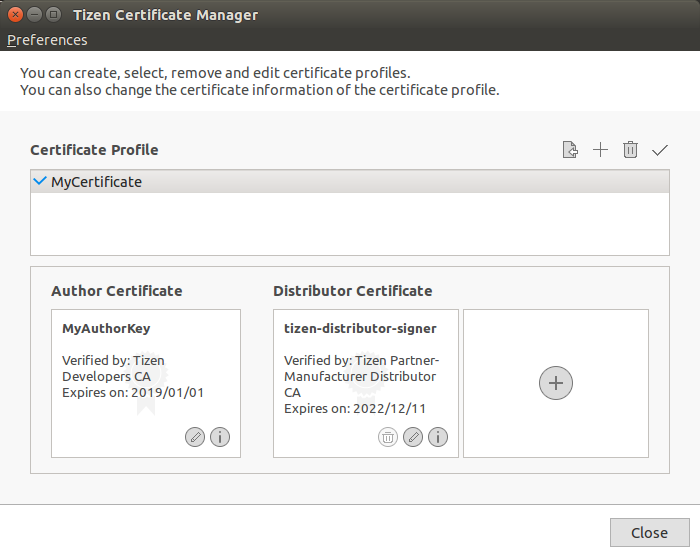 Tizen Certificate Manager
Preferences
You can create, select, remove and edit certificate profiles.
You can also change the certificate information of the certificate profile.
Certificate Profile
MyCertificate
Author Certificate
Distributor Certificate
MyAuthorKey
Verified by: Tizen
Developers CA
Expires on: 2019/01/01
tizen-distributor-signer
Verified by: Tizen Partner-
Manufacturer Distributor
CA
Expires on: 2022/12/11
Close